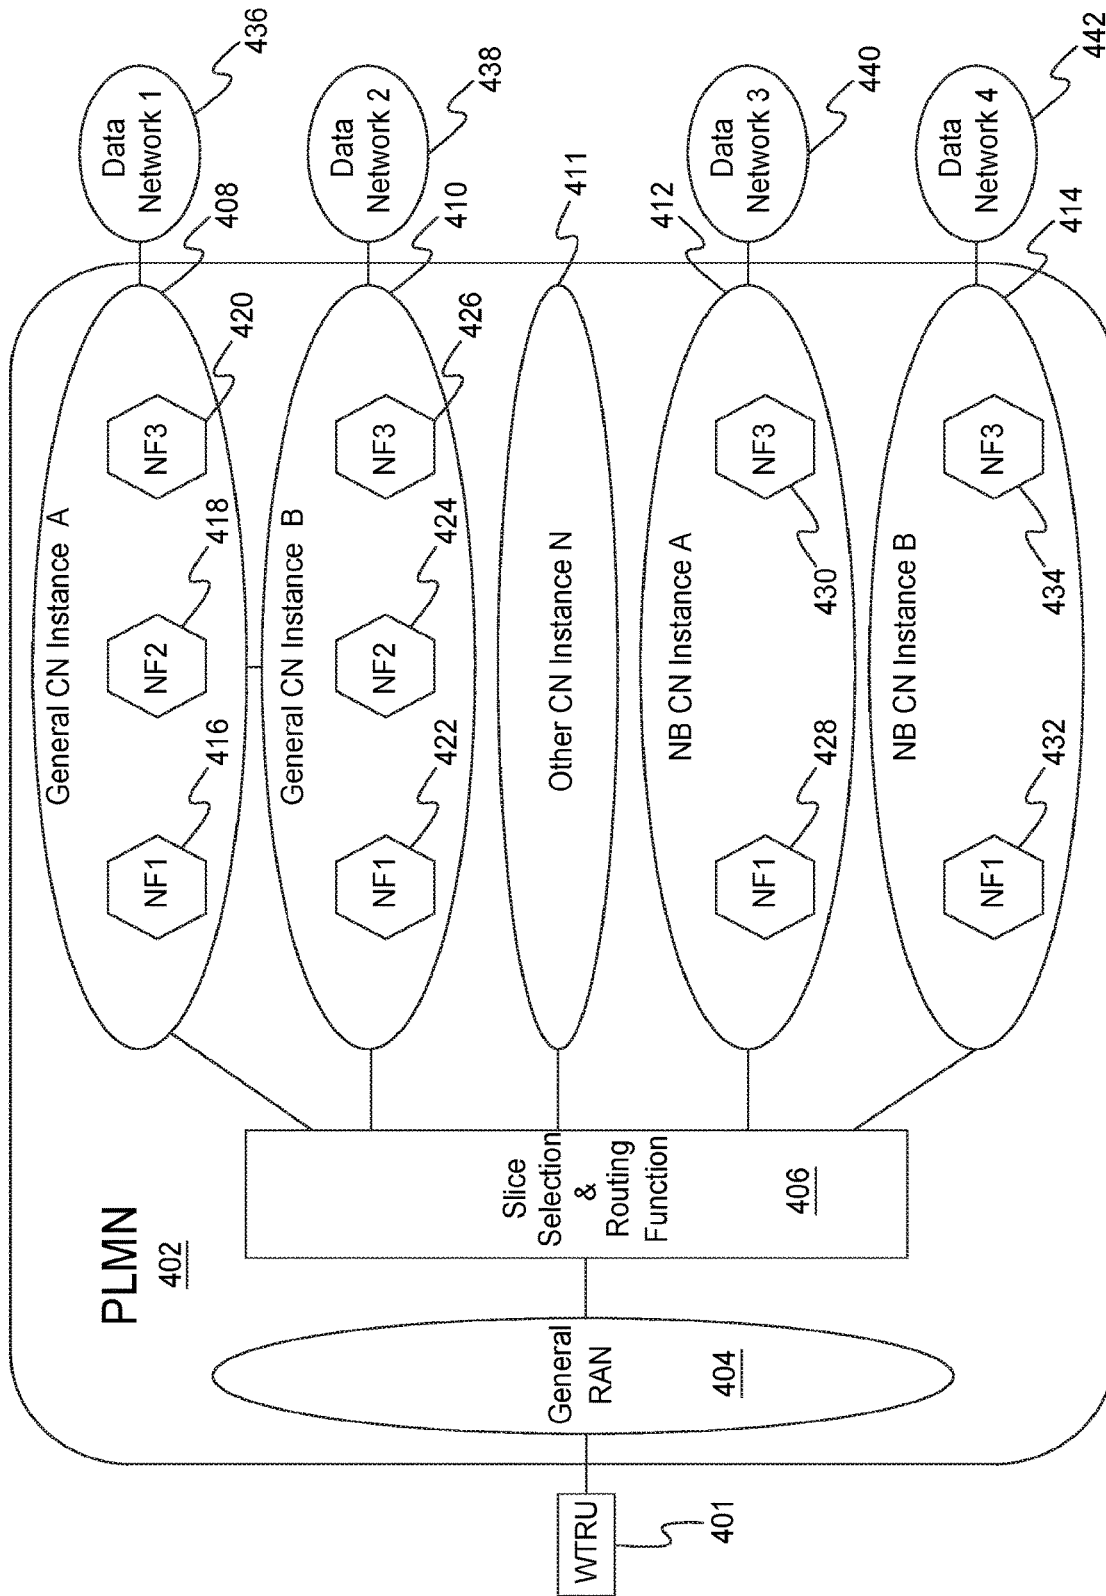 PLMN
402
WTRU
401
General
RAN
404
Slice
Selection
&
Routing
Function
406
General CN Instance A
408
NF1
416
NF2
418
NF3
420
Data
Network 1
436
General CN Instance B
410
NF1
422
NF2
424
NF3
426
Data
Network 2
438
Other CN Instance N
411
NB CN Instance A
412
NF1
428
NF3
430
Data
Network 3
440
NB CN Instance B
414
NF1
432
NF3
434
Data
Network 4
442